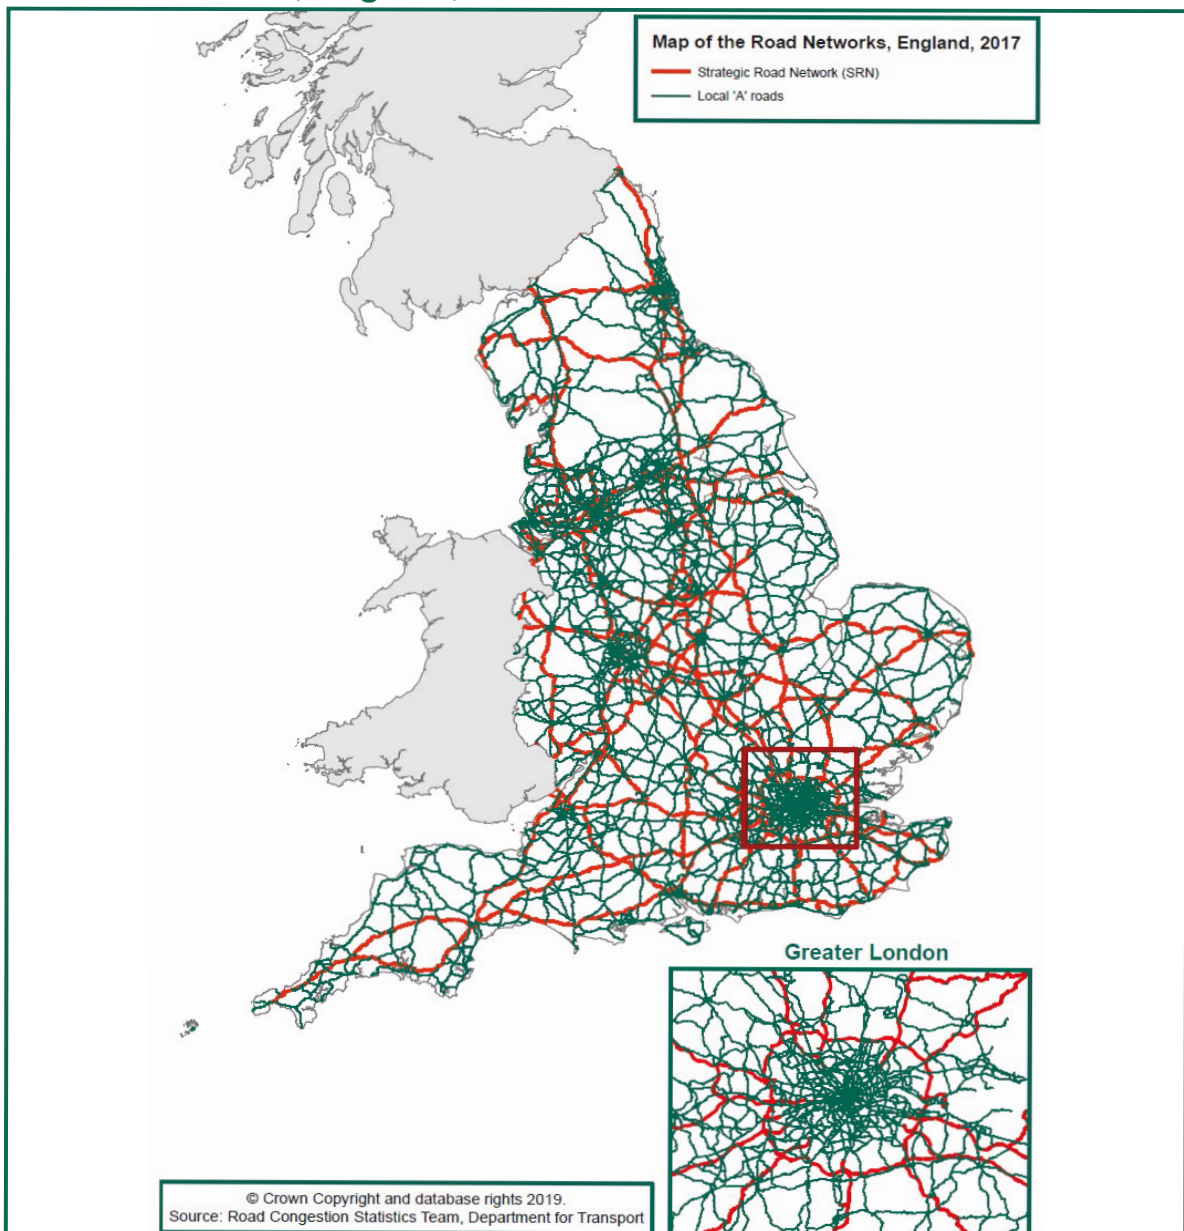 Map of the Road Networks, England, 2017
Strategic Road Network (SRN)
Local 'A' roads
Greater London
© Crown Copyright and database rights 2019.
Source: Road Congestion Statistics Team, Department for Transport